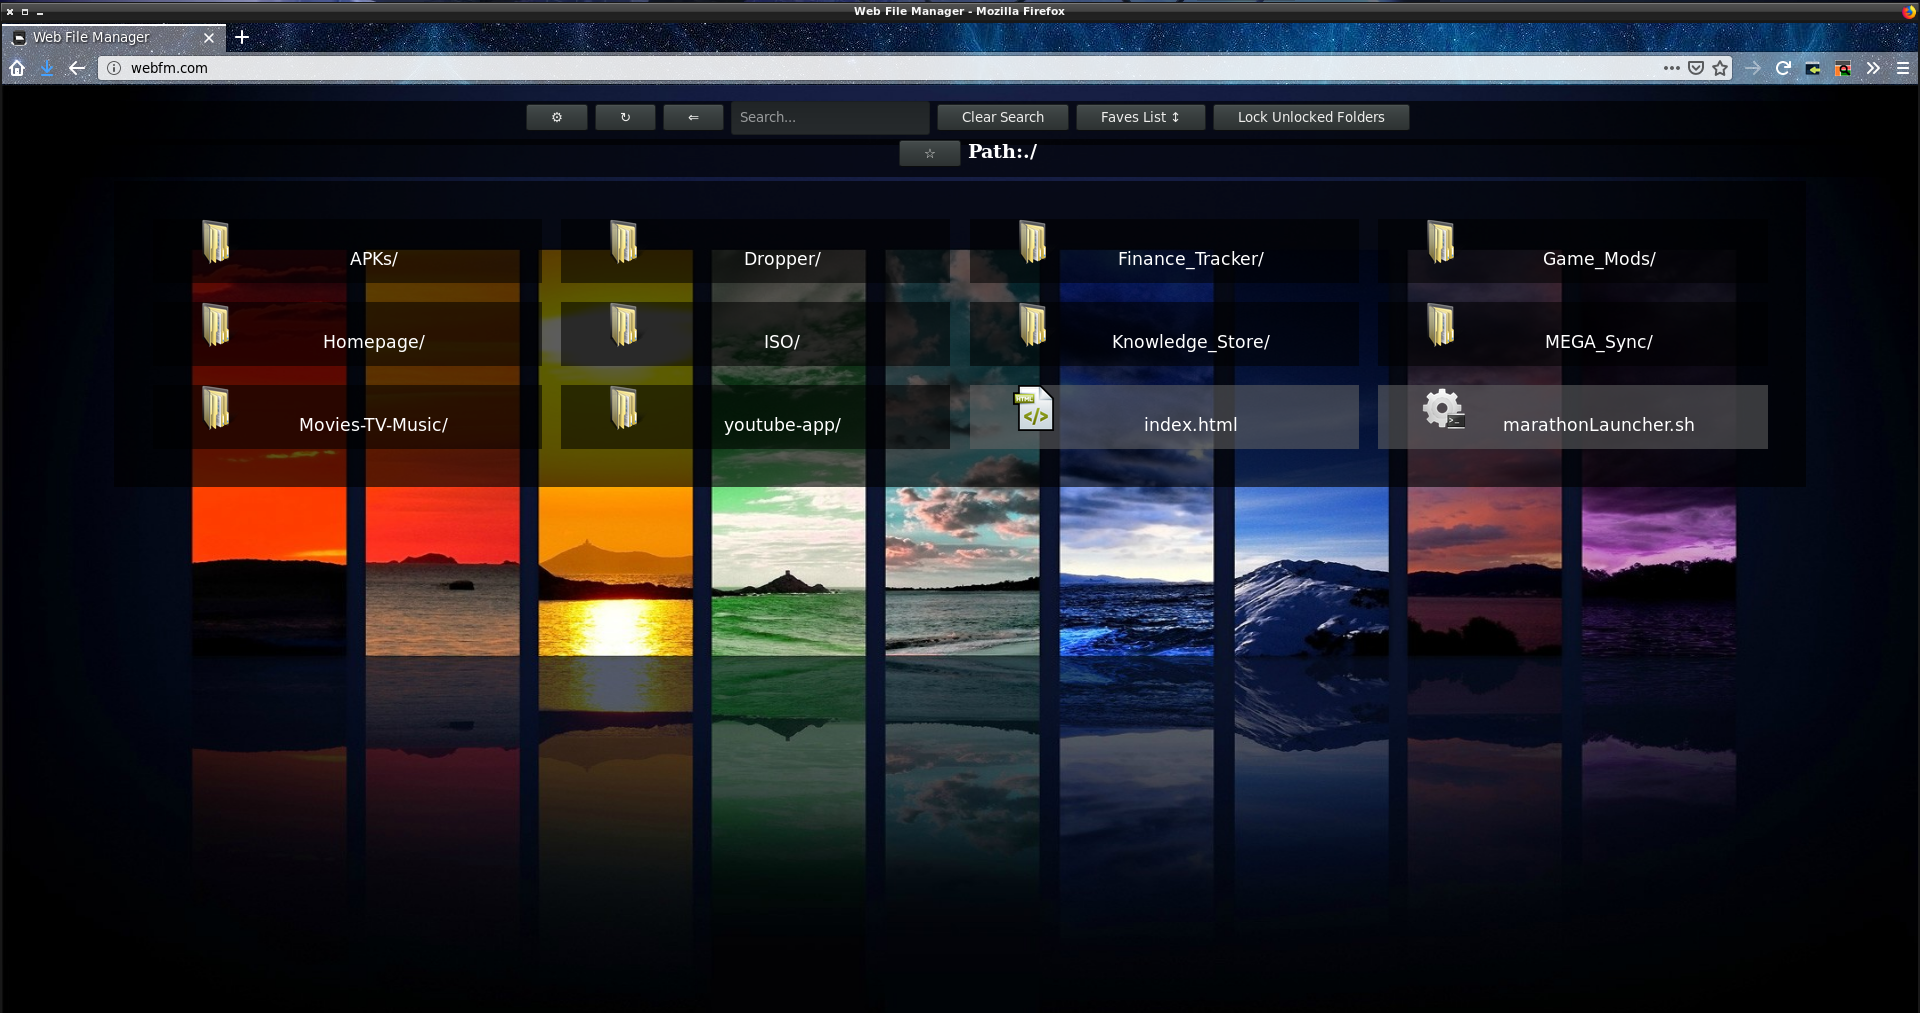 Web File Manager - Mozilla Firefox
Web File Manager
webfm.com
Search...
Clear Search
Faves List ↕
Lock Unlocked Folders
Path:./
APKs/
Dropper/
Finance_Tracker/
Game_Mods/
Homepage/
ISO/
Knowledge_Store/
MEGA_Sync/
Movies-TV-Music/
youtube-app/
HTML
index.html
marathonLauncher.sh